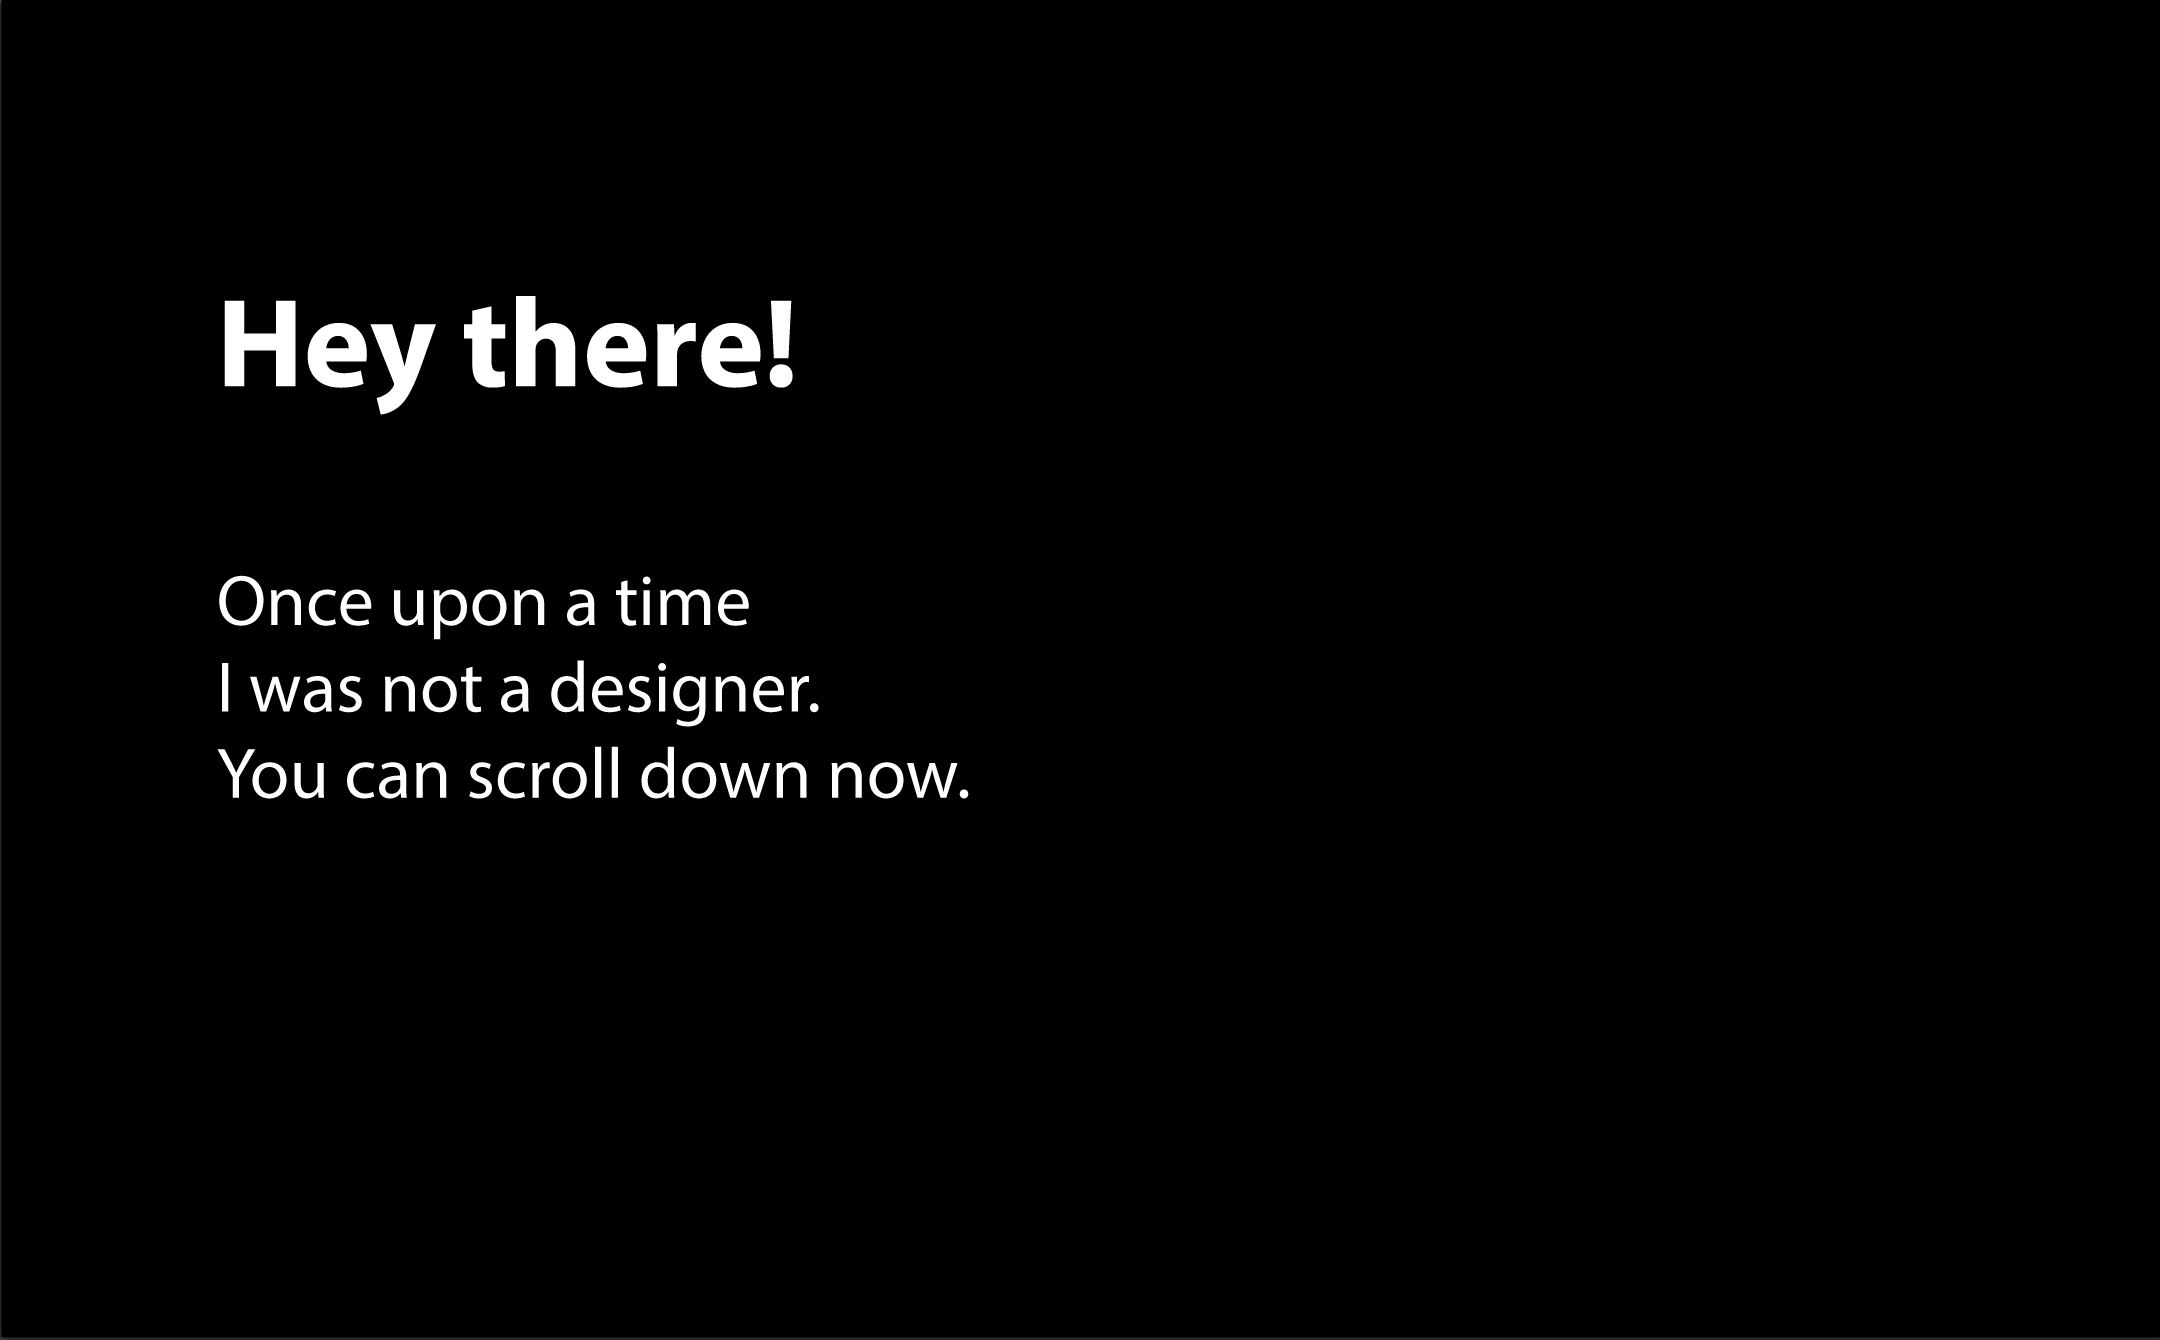 Hey there!
Once upon a time
I was not a designer.
You can scroll down now.